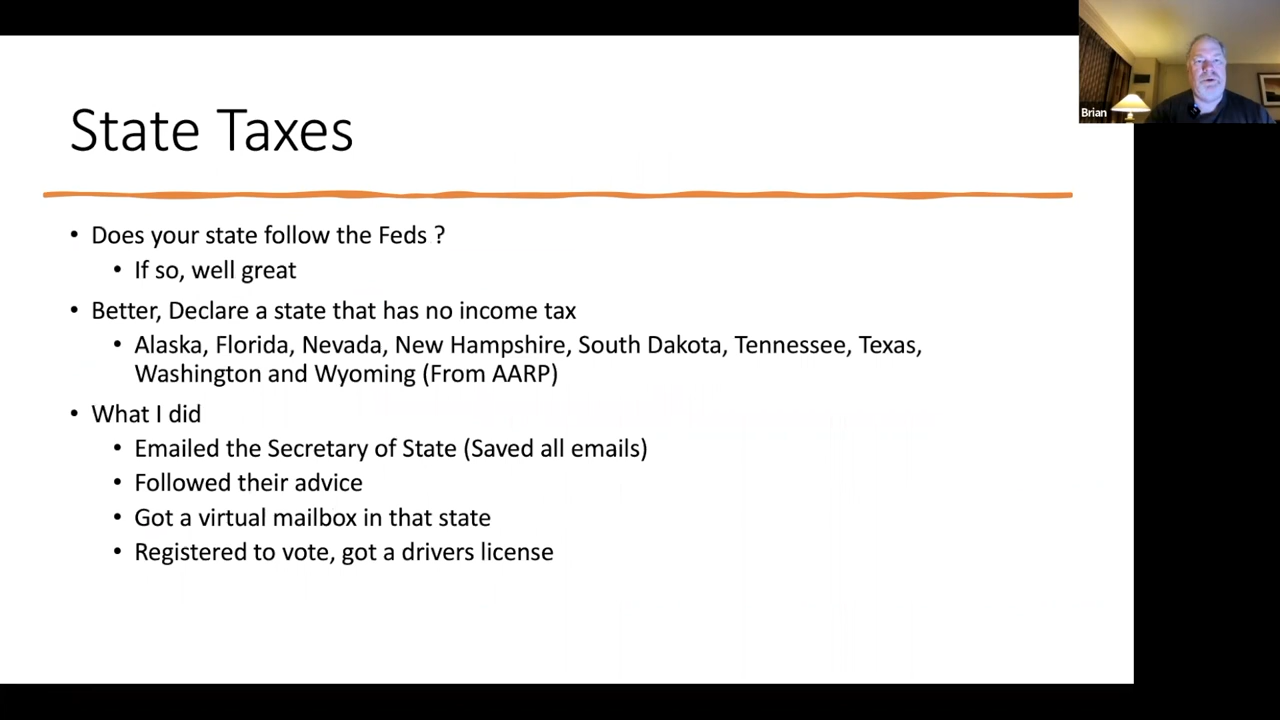 Brian
State Taxes
• Does your state follow the Feds ?
• If so, well great
• Better, Declare a state that has no income tax
• Alaska, Florida, Nevada, New Hampshire, South Dakota, Tennessee, Texas,
Washington and Wyoming (From AARP)
• What I did
• Emailed the Secretary of State (Saved all emails)
• Followed their advice
• Got a virtual mailbox in that state
• Registered to vote, got a drivers license